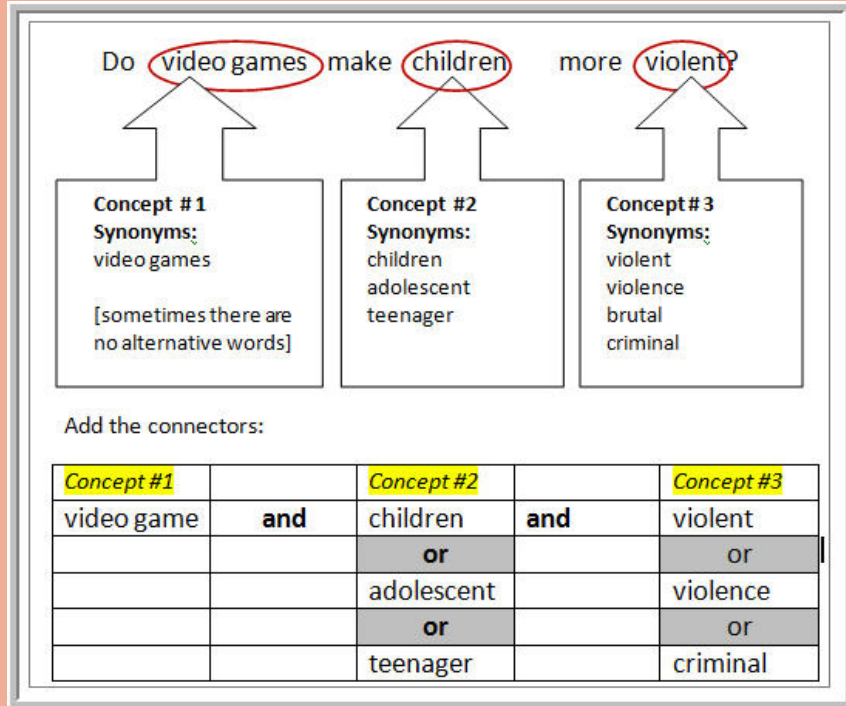 Do video games make children more violent?
Concept #1
Synonyms:
video games
[sometimes there are
no alternative words]
Concept #2
Synonyms:
children
adolescent
teenager
Concept#3
Synonyms:
violent
violence
brutal
criminal
Add the connectors:
Concept #1 Concept #2 Concept #3
video game and children and violent
or or
adolescent violence
or or
teenager criminal